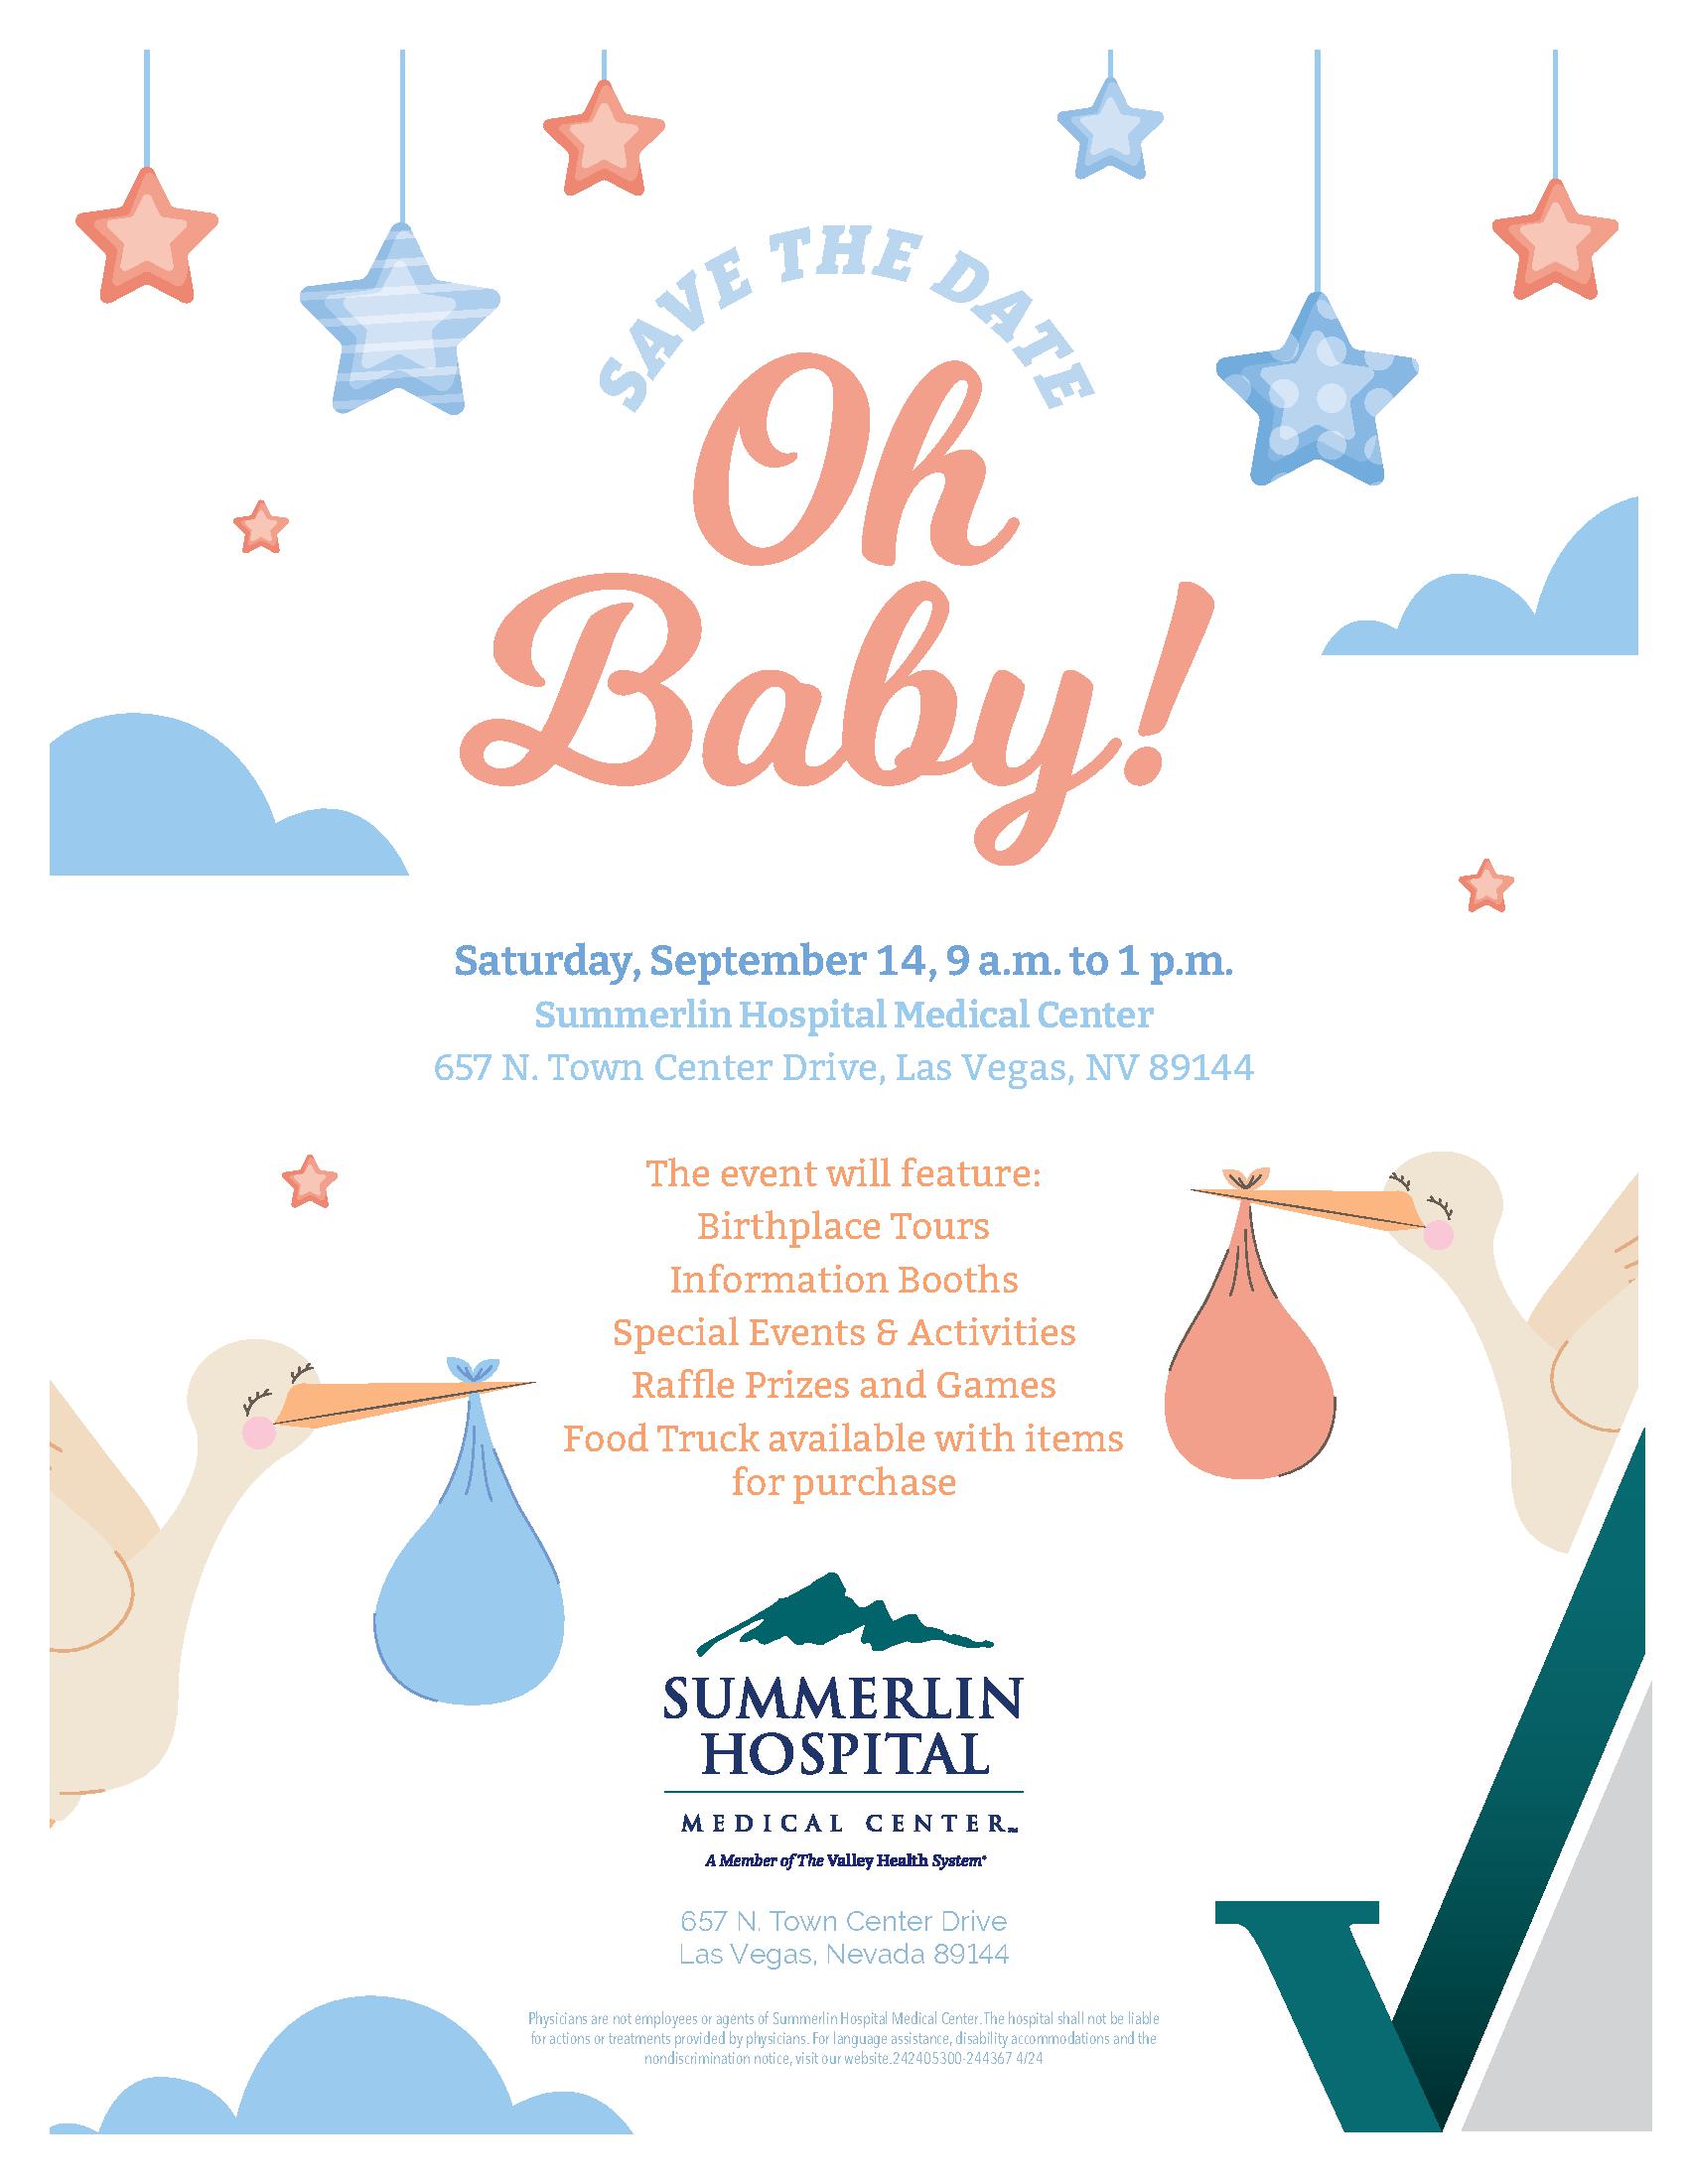 SAVE THE DATE
Oh
Baby!
Saturday, September 14, 9 a.m. to 1 p.m.
Summerlin Hospital Medical Center
657 N. Town Center Drive, Las Vegas, NV 89144
The event will feature:
Birthplace Tours
Information Booths
Special Events & Activities
Raffle Prizes and Games
Food Truck available with items
for purchase
SUMMERLIN
HOSPITAL
MEDICAL CENTER™
A Member of The Valley Health System®
657 N. Town Center Drive
Las Vegas, Nevada 89144
Physicians are not employees or agents of Summerlin Hospital Medical Center. The hospital shall not be liable
for actions or treatments provided by physicians. For language assistance, disability accommodations and the
nondiscrimination notice, visit our website.242405300-244367 4/24
V